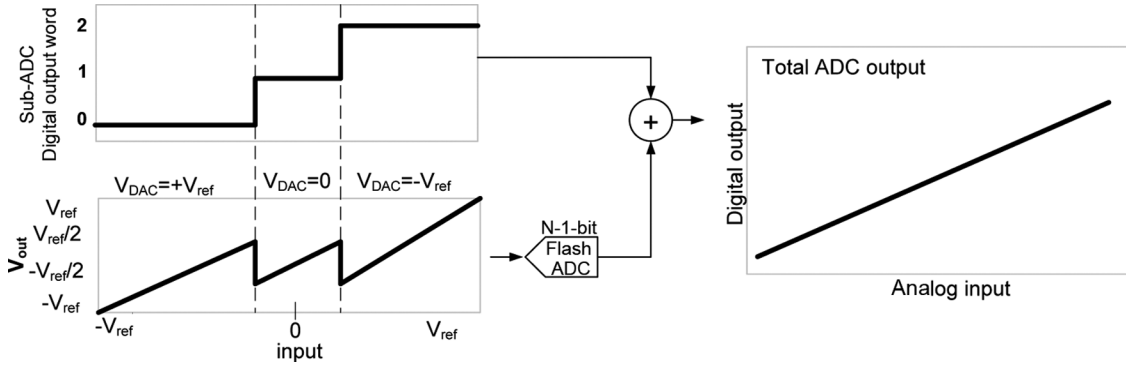 Sub-ADC
Digital output word
2
1
0
V_DAC=+V_ref
V_DAC=0
V_DAC=-V_ref
V_out
V_ref
V_ref/2
-V_ref/2
-V_ref
-V_ref
0
V_ref
input
N-1-bit
Flash
ADC
+
Total ADC output
Digital output
Analog input